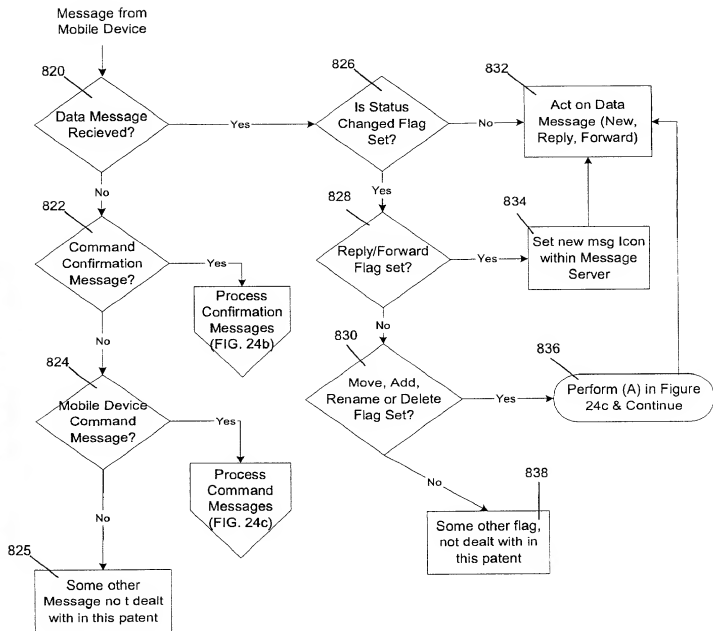 Message from
Mobile Device
820
Data Message
Recieved?
Yes
826
Is Status
Changed Flag
Set?
No
832
Act on Data
Message (New,
Reply, Forward)
No
Yes
822
Command
Confirmation
Message?
Yes
Process
Confirmation
Messages
(FIG. 24b)
828
Reply/Forward
Flag set?
Yes
834
Set new msg Icon
within Message
Server
No
No
824
Mobile Device
Command
Message?
Yes
Process
Command
Messages
(FIG. 24c)
830
Move, Add,
Rename or Delete
Flag Set?
Yes
836
Perform (A) in Figure
24c & Continue
No
No
825
Some other
Message no t dealt
with in this patent
838
Some other flag,
not dealt with in
this patent